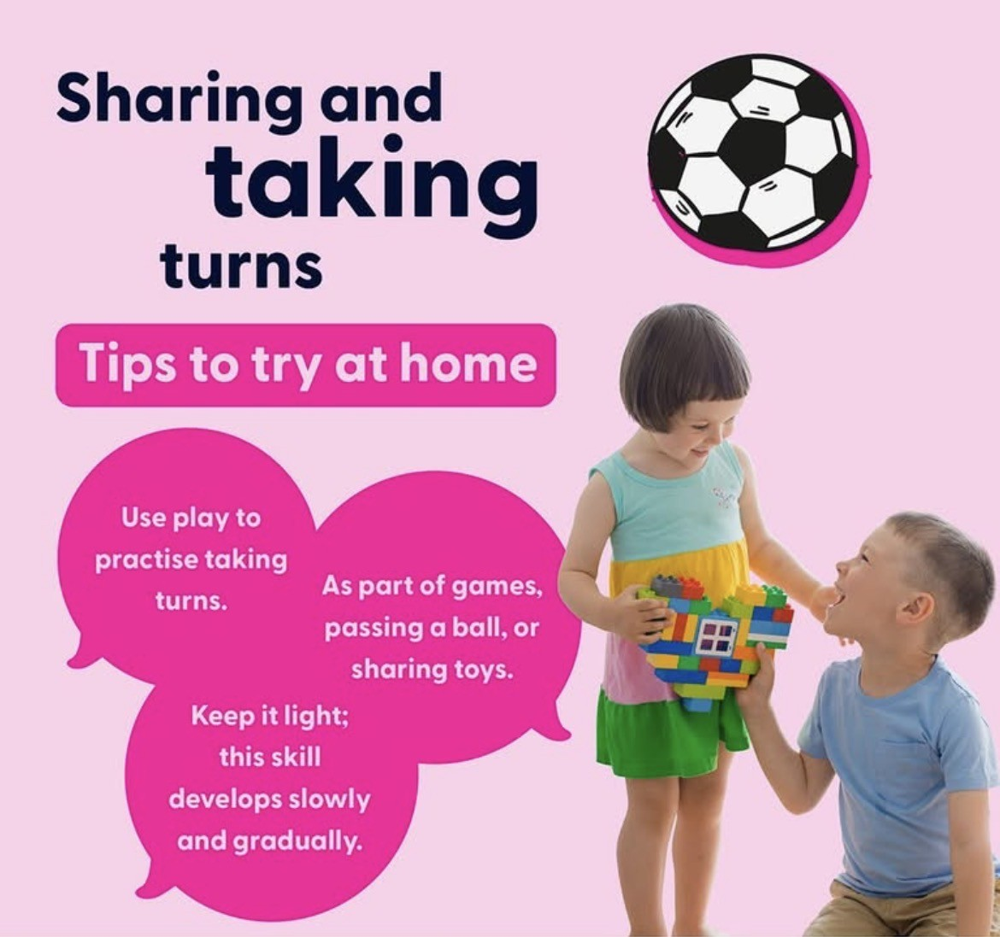 Sharing and
taking
turns
Tips to try at home
Use play to
practise taking
turns.
As part of games,
passing a ball, or
sharing toys.
Keep it light;
this skill
develops slowly
and gradually.